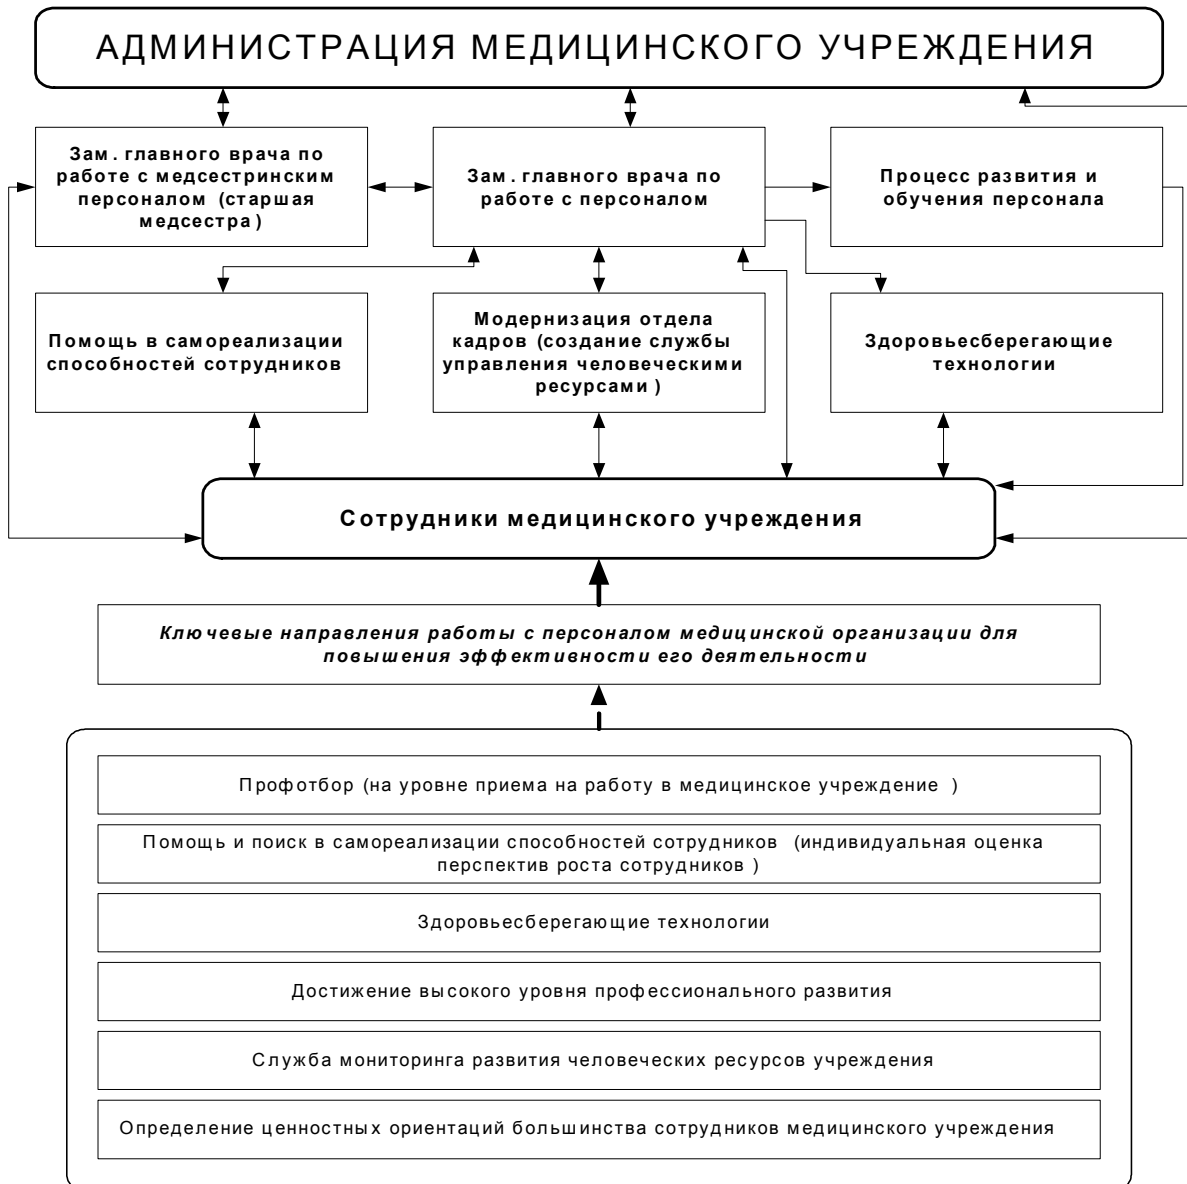 АДМИНИСТРАЦИЯ МЕДИЦИНСКОГО УЧРЕЖДЕНИЯ
Зам. главного врача по
работе с медсестринским
персоналом (старшая
медсестра)
Зам. главного врача по
работе с персоналом
Процесс развития и
обучения персонала
Помощь в самореализации
способностей сотрудников
Модернизация отдела
кадров (создание службы
управления человеческими
ресурсами)
Здоровьесберегающие
технологии
Сотрудники медицинского учреждения
Ключевые направления работы с персоналом медицинской организации для
повышения эффективности его деятельности
Профотбор (на уровне приема на работу в медицинское учреждение )
Помощь и поиск в самореализации способностей сотрудников (индивидуальная оценка
перспектив роста сотрудников )
Здоровьесберегающие технологии
Достижение высокого уровня профессионального развития
Служба мониторинга развития человеческих ресурсов учреждения
Определение ценностных ориентаций большинства сотрудников медицинского учреждения